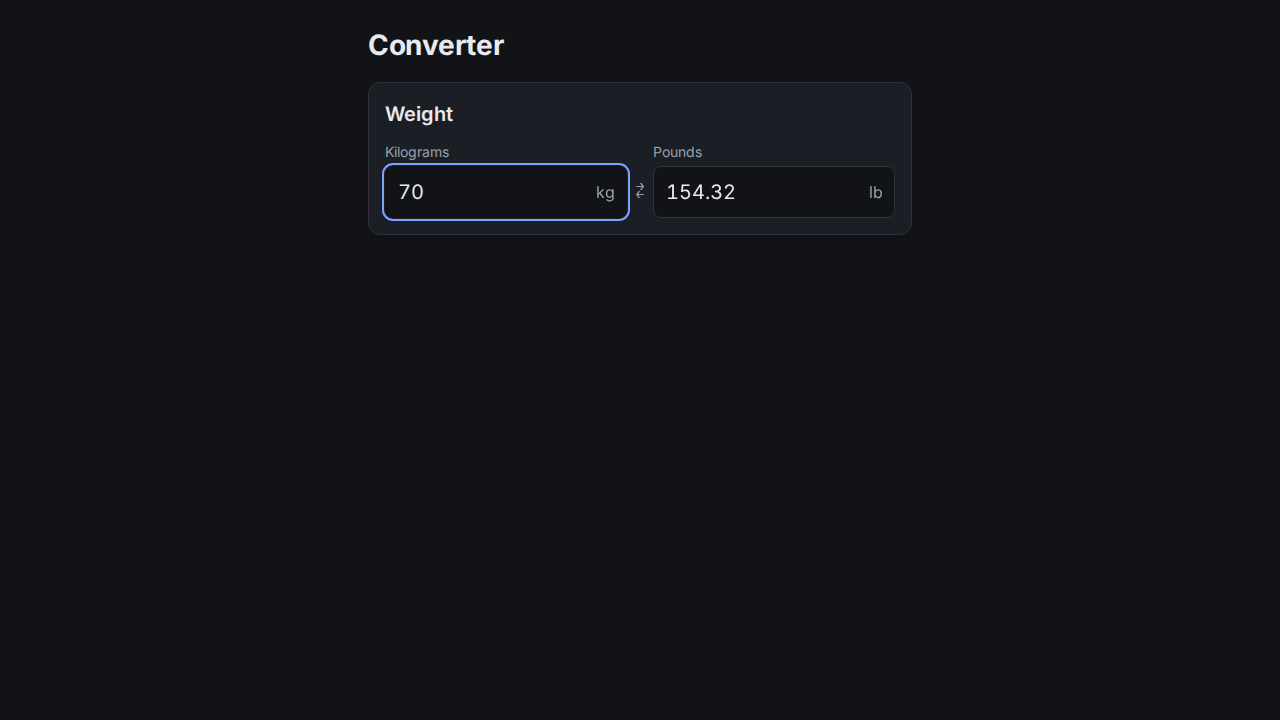 Converter
Weight
Kilograms
70 kg
⇄
Pounds
154.32 lb